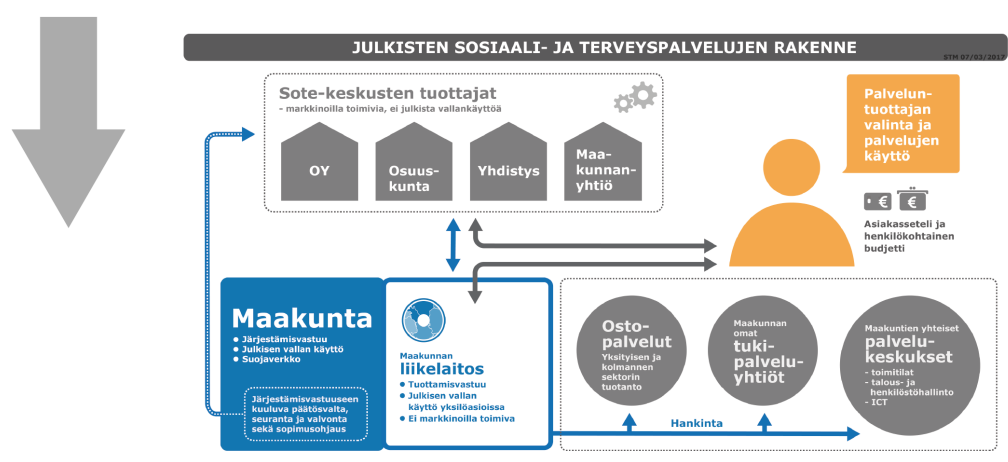 JULKISTEN SOSIAALI- JA TERVEYSPALVELUJEN RAKENNE
STM 07/03/2017
Sote-keskusten tuottajat
- markkinoilla toimivia, ei julkista vallankäyttöä
OY
Osuus-
kunta
Yhdistys
Maa-
kunnan-
yhtiö
Palvelun-
tuottajan
valinta ja
palvelujen
käyttö
€ €
Asiakasseteli ja
henkilökohtainen
budjetti
Maakunta
• Järjestämisvastuu
• Julkisen vallan käyttö
• Suojaverkko
Järjestämisvastuuseen
kuuluva päätösvalta,
seuranta ja valvonta
sekä sopimusohjaus
Maakunnan
liikelaitos
• Tuottamisvastuu
• Julkisen vallan
käyttö yksilöasioissa
• Ei markkinoilla toimiva
Osto-
palvelut
Yksityisen ja
kolmannen
sektorin
tuotanto
Maakunnan
omat
tuki-
palvelu-
yhtiöt
Maakuntien yhteiset
palvelu-
keskukset
- toimitilat
- talous- ja
henkilöstöhallinto
- ICT
Hankinta